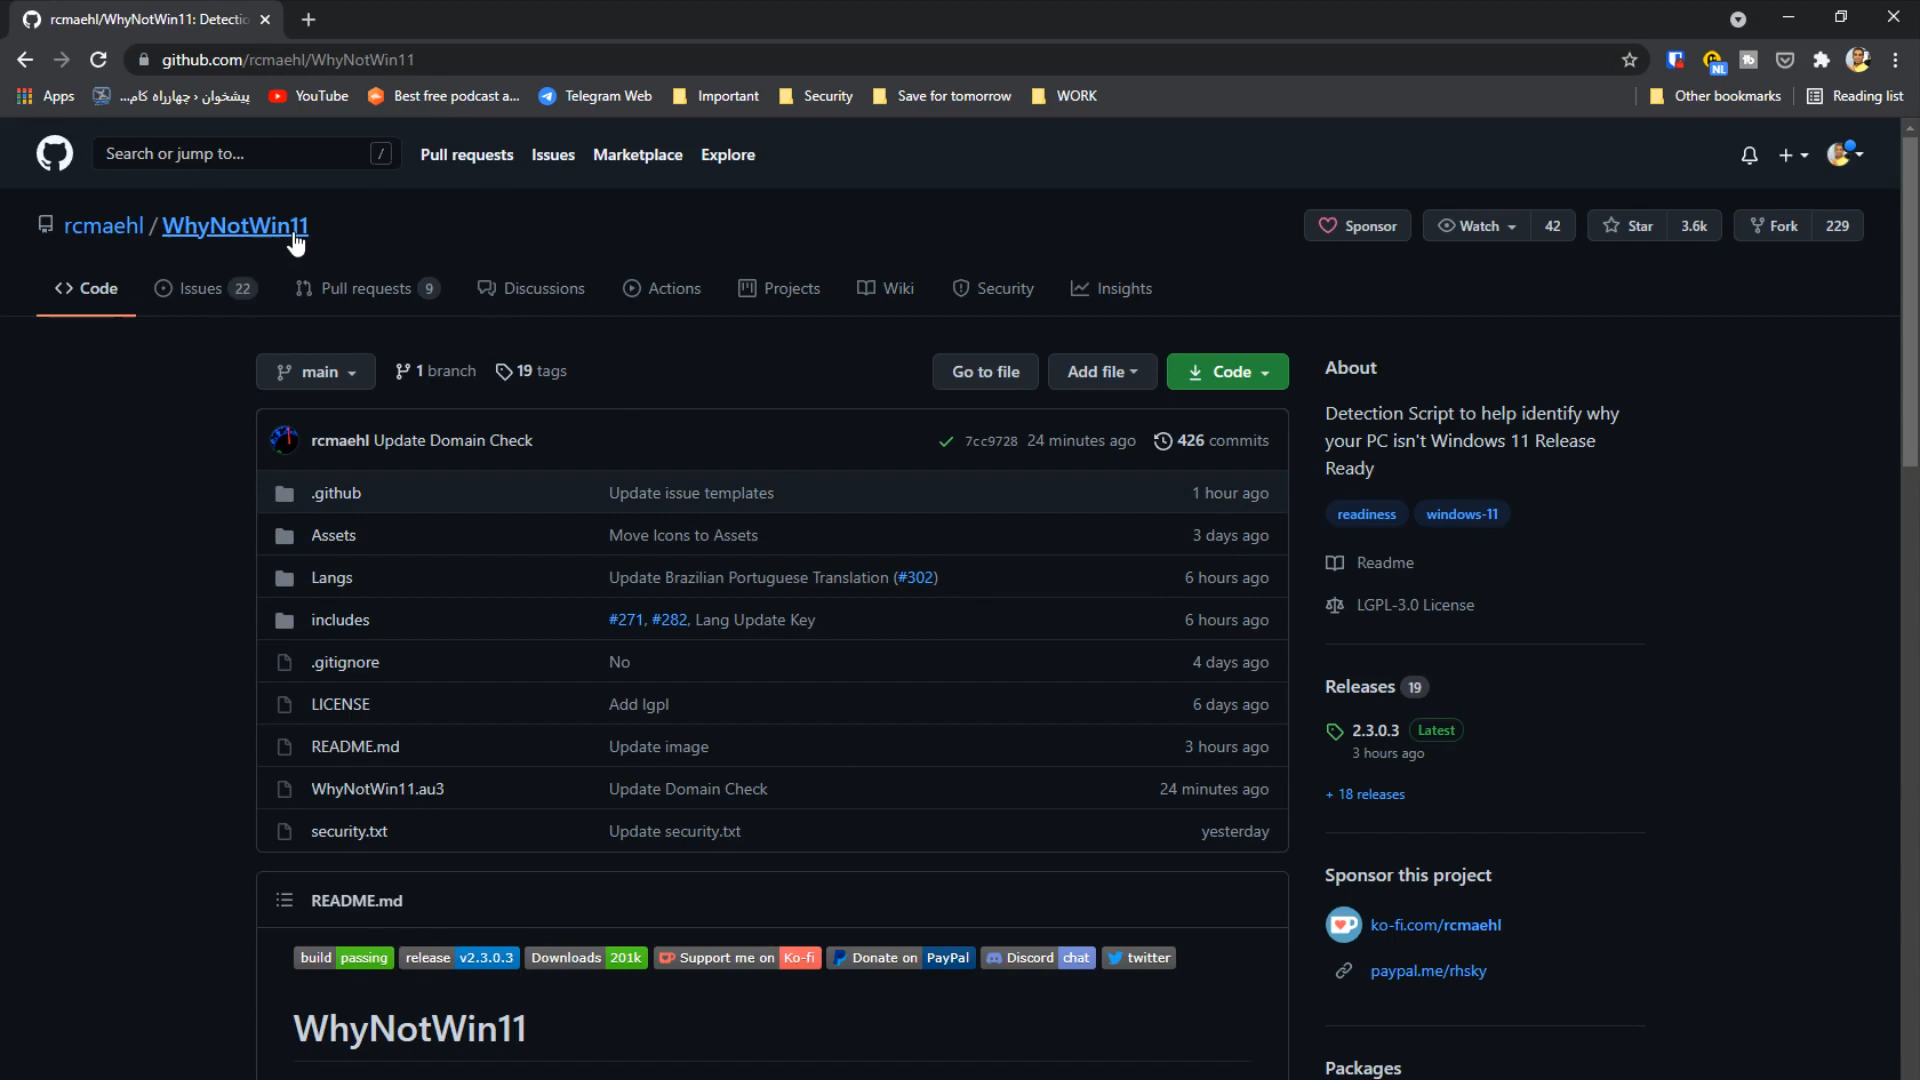 rcmaehl/WhyNotWin11: Detectio
github.com/rcmaehl/WhyNotWin11
NL
Apps
پیشخوان ‹ چهارراه کام...
YouTube
Best free podcast a...
Telegram Web
Important
Security
Save for tomorrow
WORK
Other bookmarks
Reading list
Search or jump to...
/
Pull requests
Issues
Marketplace
Explore
rcmaehl / WhyNotWin11
Sponsor
Watch 42
Star 3.6k
Fork 229
Code
Issues 22
Pull requests 9
Discussions
Actions
Projects
Wiki
Security
Insights
main
1 branch
19 tags
Go to file
Add file
Code
rcmaehl Update Domain Check
7cc9728 24 minutes ago
426 commits
.github Update issue templates 1 hour ago
Assets Move Icons to Assets 3 days ago
Langs Update Brazilian Portuguese Translation (#302) 6 hours ago
includes #271, #282, Lang Update Key 6 hours ago
.gitignore No 4 days ago
LICENSE Add lgpl 6 days ago
README.md Update image 3 hours ago
WhyNotWin11.au3 Update Domain Check 24 minutes ago
security.txt Update security.txt yesterday
README.md
build passing
release v2.3.0.3
Downloads 201k
Support me on Ko-fi
Donate on PayPal
Discord chat
twitter
WhyNotWin11
About
Detection Script to help identify why
your PC isn't Windows 11 Release
Ready
readiness
windows-11
Readme
LGPL-3.0 License
Releases 19
2.3.0.3 Latest
3 hours ago
+ 18 releases
Sponsor this project
ko-fi.com/rcmaehl
paypal.me/rhsky
Packages